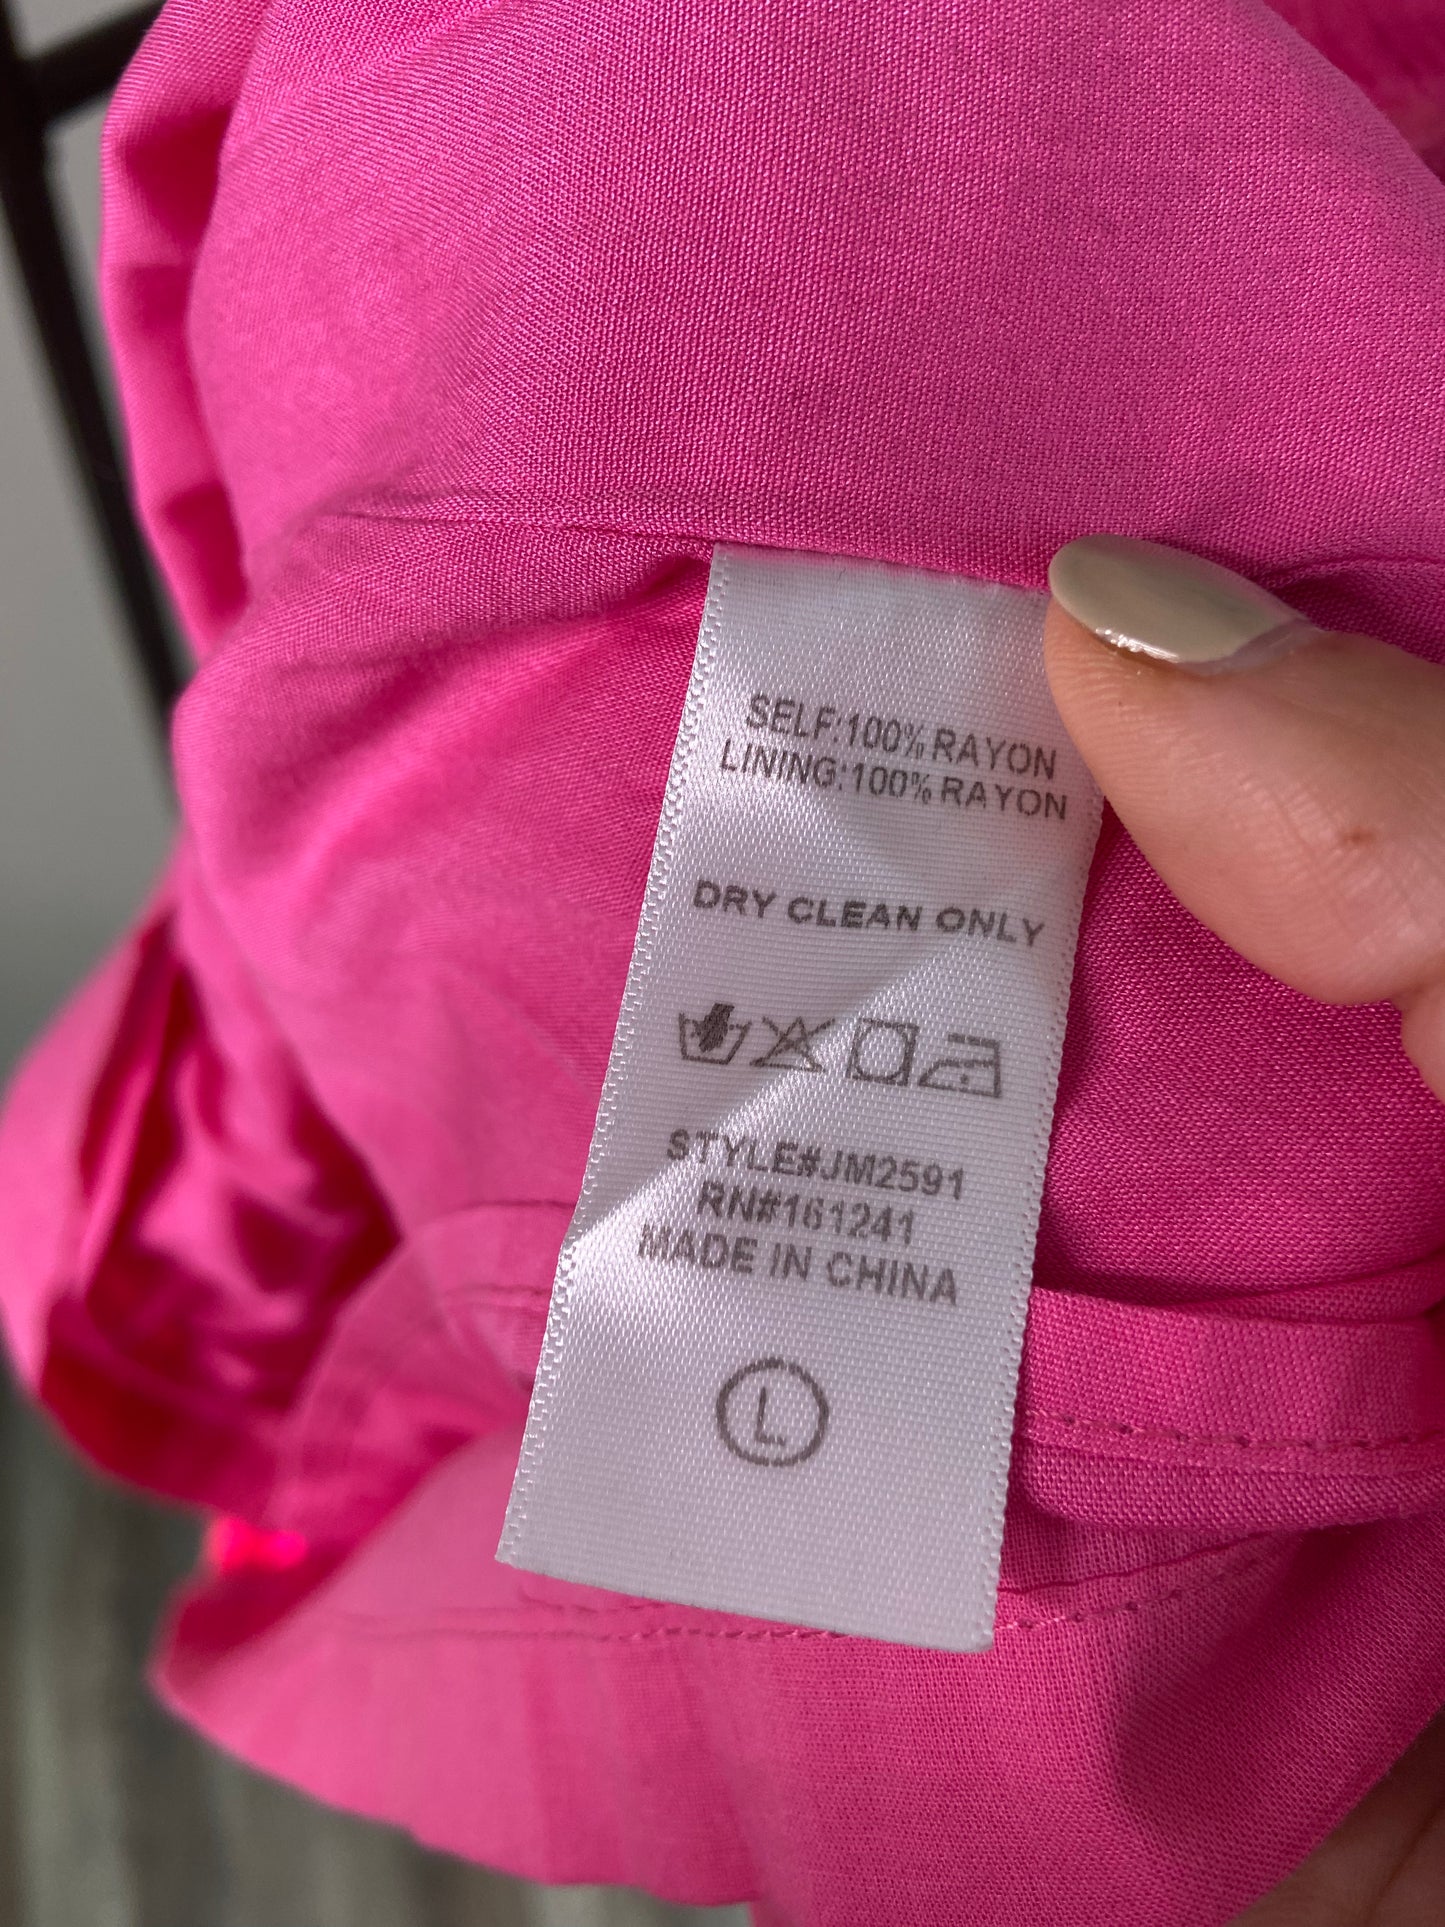 SELF:100% RAYON
LINING:100% RAYON
DRY CLEAN ONLY
STYLE#JM2591
RN#161241
MADE IN CHINA
L